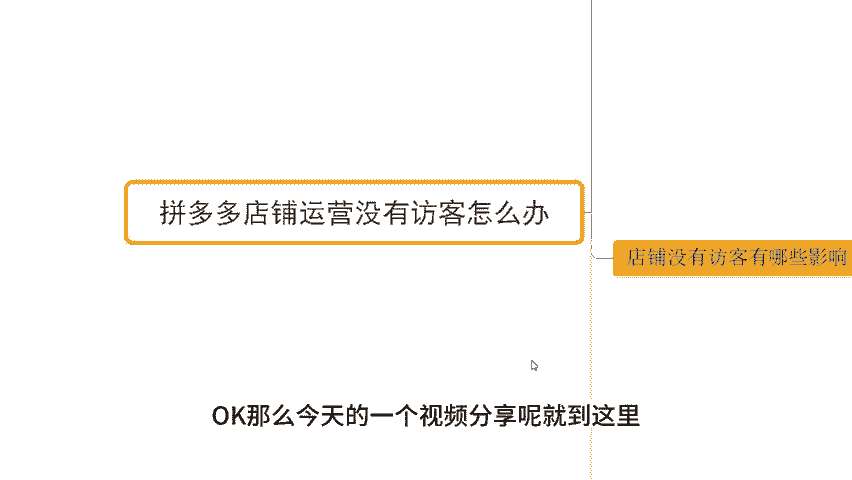 拼多多店铺运营没有访客怎么办
店铺没有访客有哪些影响
OK那么今天的一个视频分享呢就到这里